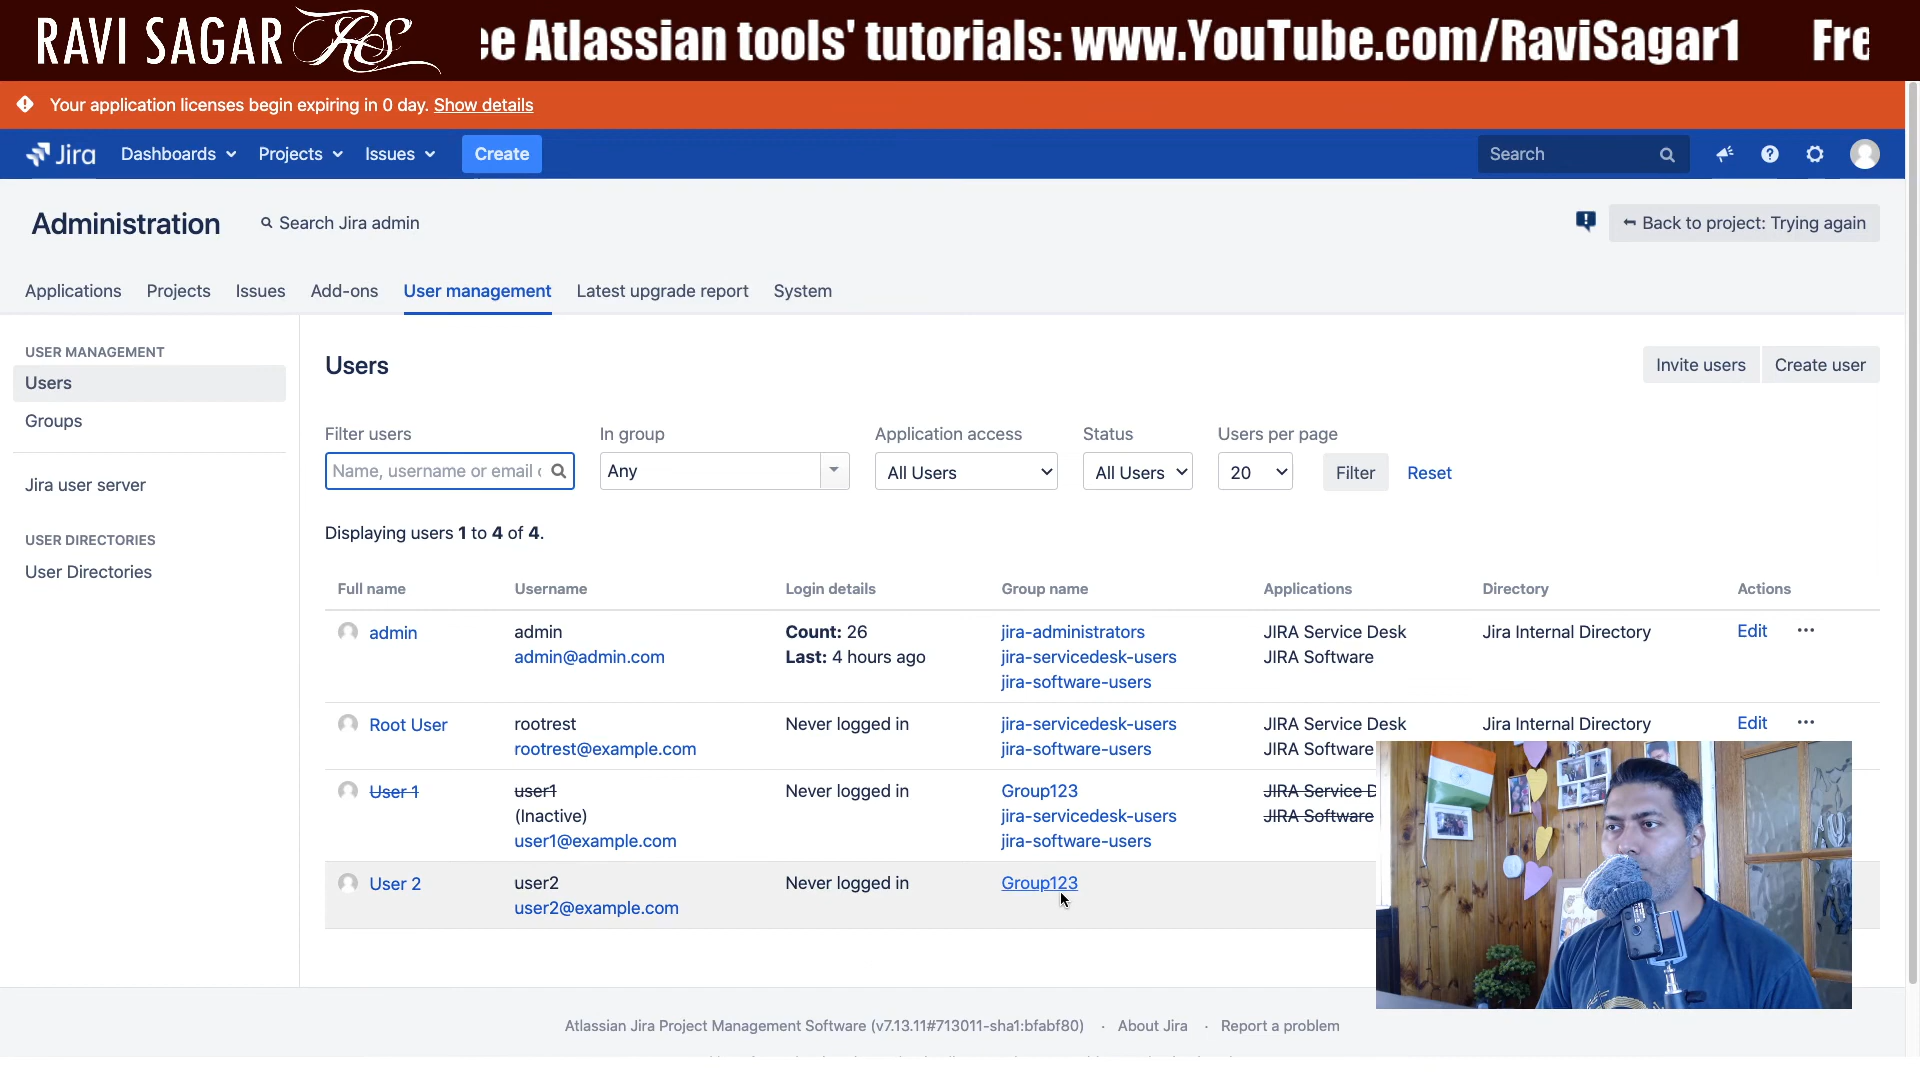 RAVI SAGAR RS
ee Atlassian tools' tutorials: www.YouTube.com/RaviSagar1 Fre
Your application licenses begin expiring in 0 day. Show details
Jira Dashboards Projects Issues Create Search
Administration Search Jira admin Back to project: Trying again
Applications Projects Issues Add-ons User management Latest upgrade report System
USER MANAGEMENT
Users
Groups
Jira user server
USER DIRECTORIES
User Directories
Users Invite users Create user
Filter users In group Application access Status Users per page
Name, username or email Any All Users All Users 20 Filter Reset
Displaying users 1 to 4 of 4.
Full name Username Login details Group name Applications Directory Actions
admin admin Count: 26 jira-administrators JIRA Service Desk Jira Internal Directory Edit ···
admin@admin.com Last: 4 hours ago jira-servicedesk-users JIRA Software
jira-software-users
Root User rootrest Never logged in jira-servicedesk-users JIRA Service Desk Jira Internal Directory Edit ···
rootrest@example.com jira-software-users JIRA Software
User 1 user1 Never logged in Group123 JIRA Service D
(Inactive) jira-servicedesk-users JIRA Software
user1@example.com jira-software-users
User 2 user2 Never logged in Group123
user2@example.com
Atlassian Jira Project Management Software (v7.13.11#713011-sha1:bfabf80) · About Jira · Report a problem